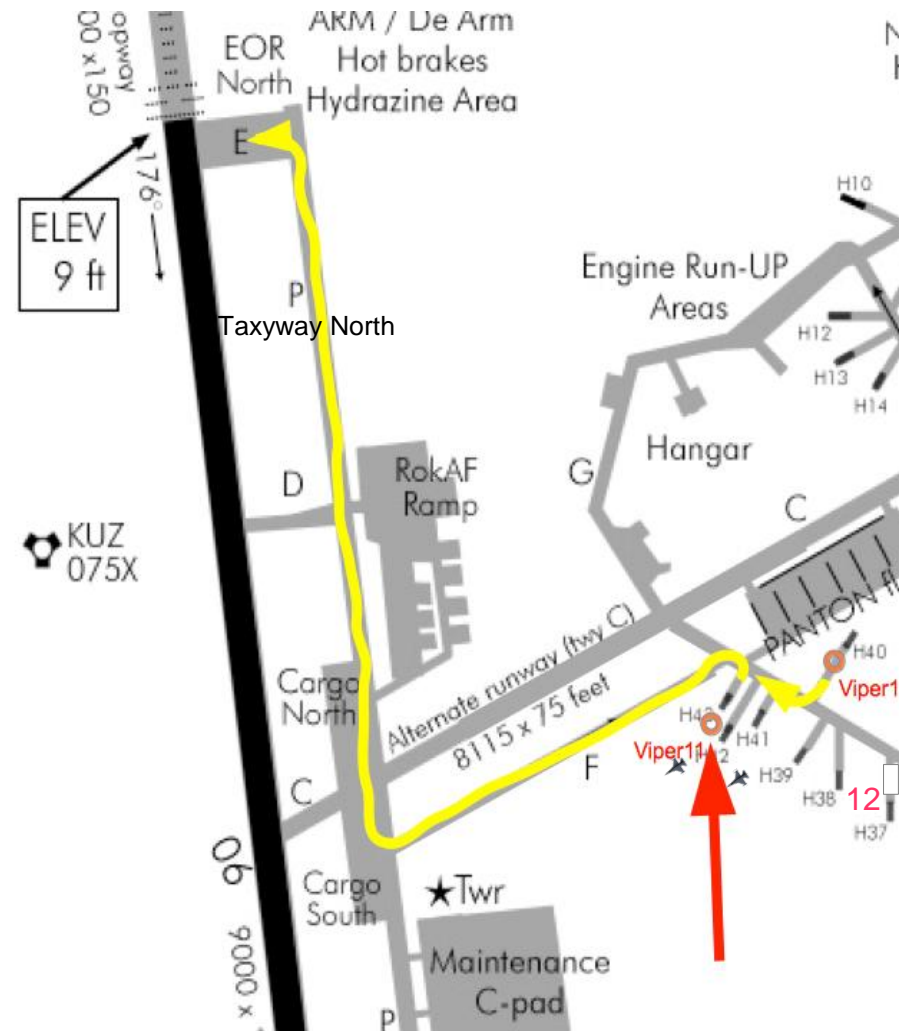 opway
00 x150
EOR
North
ARM / De Arm
Hot brakes
Hydrazine Area
N
E
176°
ELEV
9 ft
P
Taxyway North
H10
Engine Run-UP
Areas
H12
H13
H14
Hangar
G
RokAF
Ramp
D
C
KUZ
075X
PANTON fl
H40
Viper1
Cargo
North
Alternate runway (twy C)
8115 x 75 feet
Viper11
H41
H39
H38
12
H37
F
C
06
Cargo
South
Twr
9000 x
Maintenance
C-pad
P